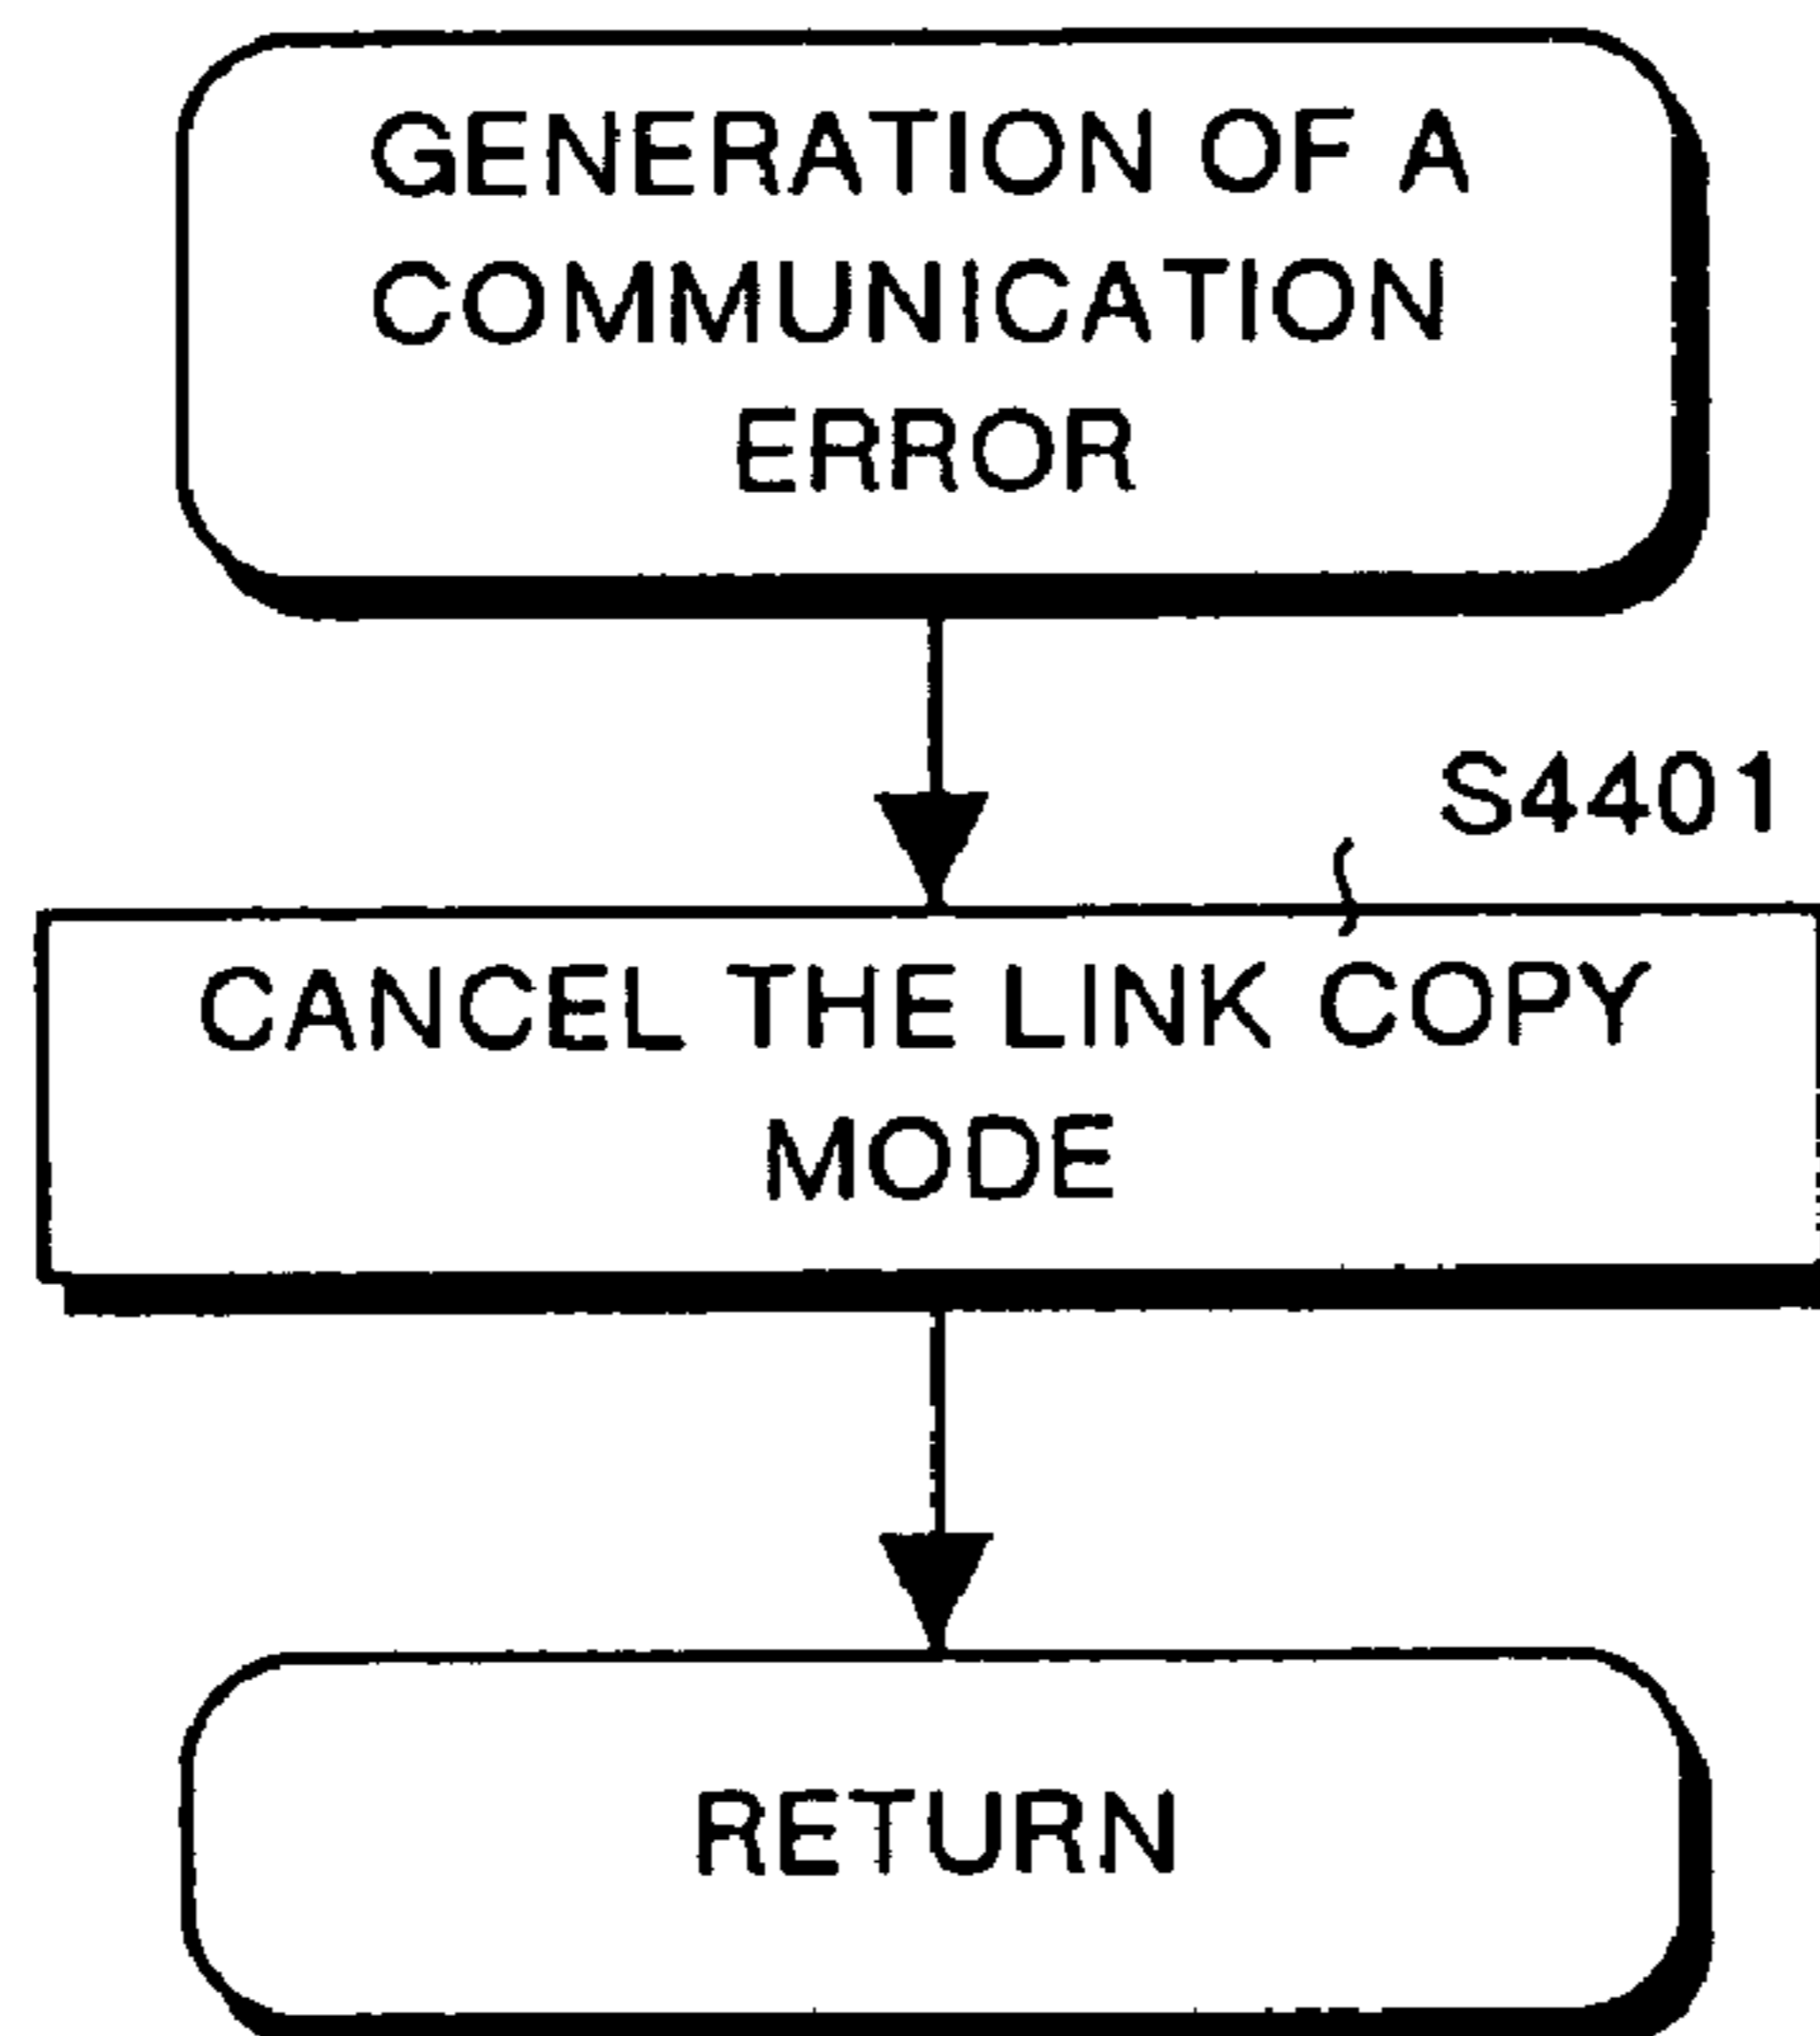 GENERATION OF A
COMMUNICATION
ERROR
S4401
CANCEL THE LINK COPY
MODE
RETURN